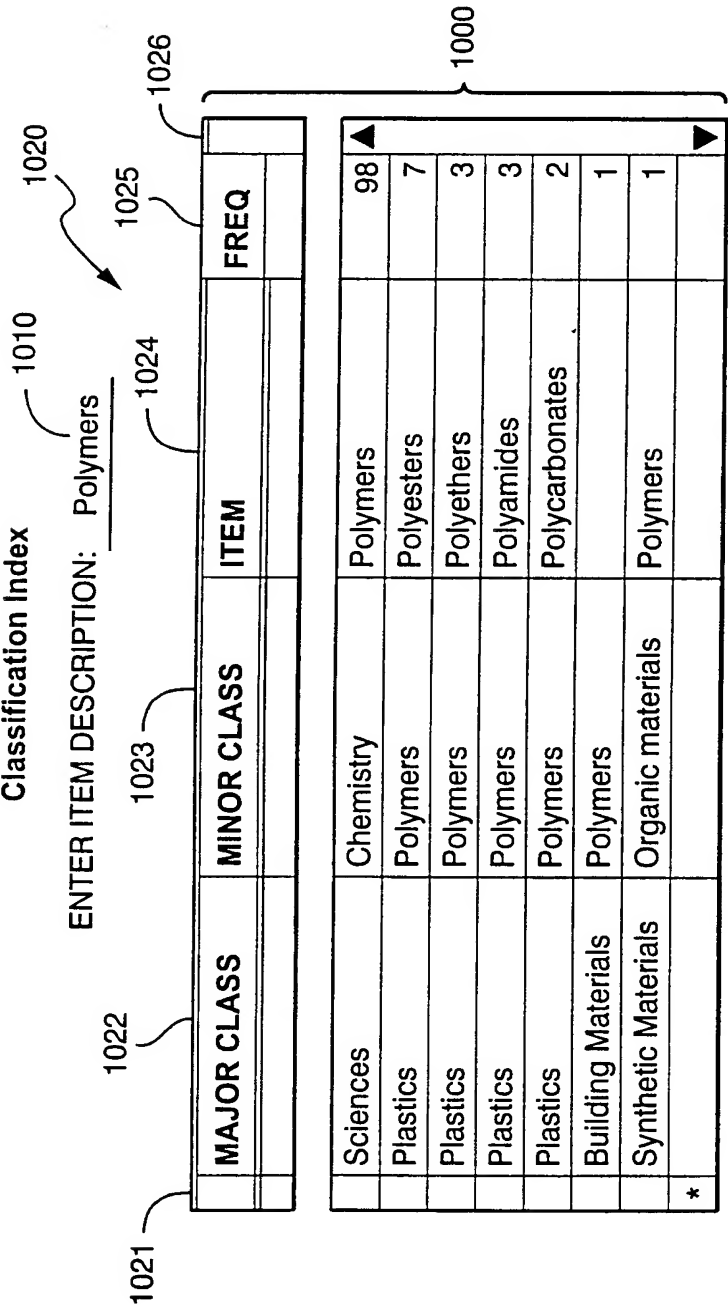 Classification Index
1010
ENTER ITEM DESCRIPTION: Polymers
1020
1021 1022 1023 1024 1025 1026
MAJOR CLASS MINOR CLASS ITEM FREQ
Sciences Chemistry Polymers 98
Plastics Polymers Polyesters 7
Plastics Polymers Polyethers 3
Plastics Polymers Polyamides 3
Plastics Polymers Polycarbonates 2
Building Materials Polymers 1
Synthetic Materials Organic materials Polymers 1
*
1000